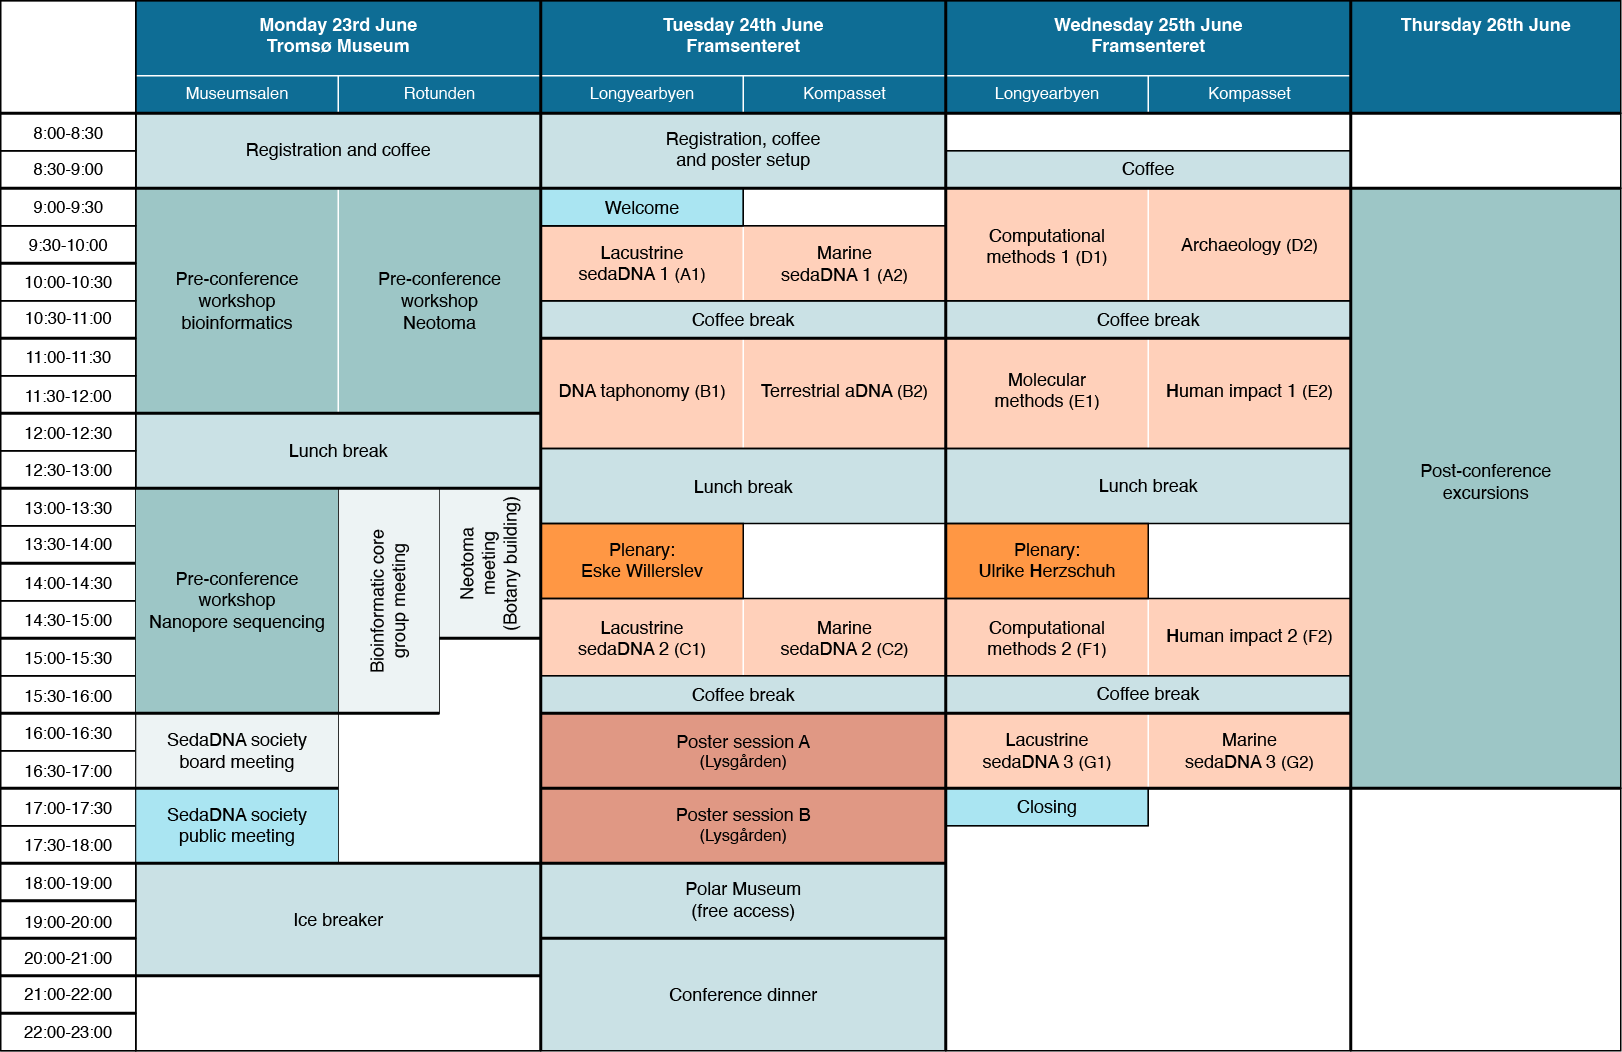 Monday 23rd June
Tromsø Museum
Tuesday 24th June
Framsenteret
Wednesday 25th June
Framsenteret
Thursday 26th June
Museumsalen
Rotunden
Longyearbyen
Kompasset
Longyearbyen
Kompasset
8:00-8:30
8:30-9:00
9:00-9:30
9:30-10:00
10:00-10:30
10:30-11:00
11:00-11:30
11:30-12:00
12:00-12:30
12:30-13:00
13:00-13:30
13:30-14:00
14:00-14:30
14:30-15:00
15:00-15:30
15:30-16:00
16:00-16:30
16:30-17:00
17:00-17:30
17:30-18:00
18:00-19:00
19:00-20:00
20:00-21:00
21:00-22:00
22:00-23:00
Registration and coffee
Pre-conference
workshop
bioinformatics
Pre-conference
workshop
Neotoma
Lunch break
Pre-conference
workshop
Nanopore sequencing
Bioinformatic core
group meeting
Neotoma
meeting
(Botany building)
SedaDNA society
board meeting
SedaDNA society
public meeting
Ice breaker
Registration, coffee
and poster setup
Welcome
Lacustrine
sedaDNA 1 (A1)
Marine
sedaDNA 1 (A2)
Coffee break
DNA taphonomy (B1)
Terrestrial aDNA (B2)
Lunch break
Plenary:
Eske Willerslev
Lacustrine
sedaDNA 2 (C1)
Marine
sedaDNA 2 (C2)
Coffee break
Poster session A
(Lysgården)
Poster session B
(Lysgården)
Polar Museum
(free access)
Conference dinner
Coffee
Computational
methods 1 (D1)
Archaeology (D2)
Coffee break
Molecular
methods (E1)
Human impact 1 (E2)
Lunch break
Plenary:
Ulrike Herzschuh
Computational
methods 2 (F1)
Human impact 2 (F2)
Coffee break
Lacustrine
sedaDNA 3 (G1)
Marine
sedaDNA 3 (G2)
Closing
Post-conference
excursions